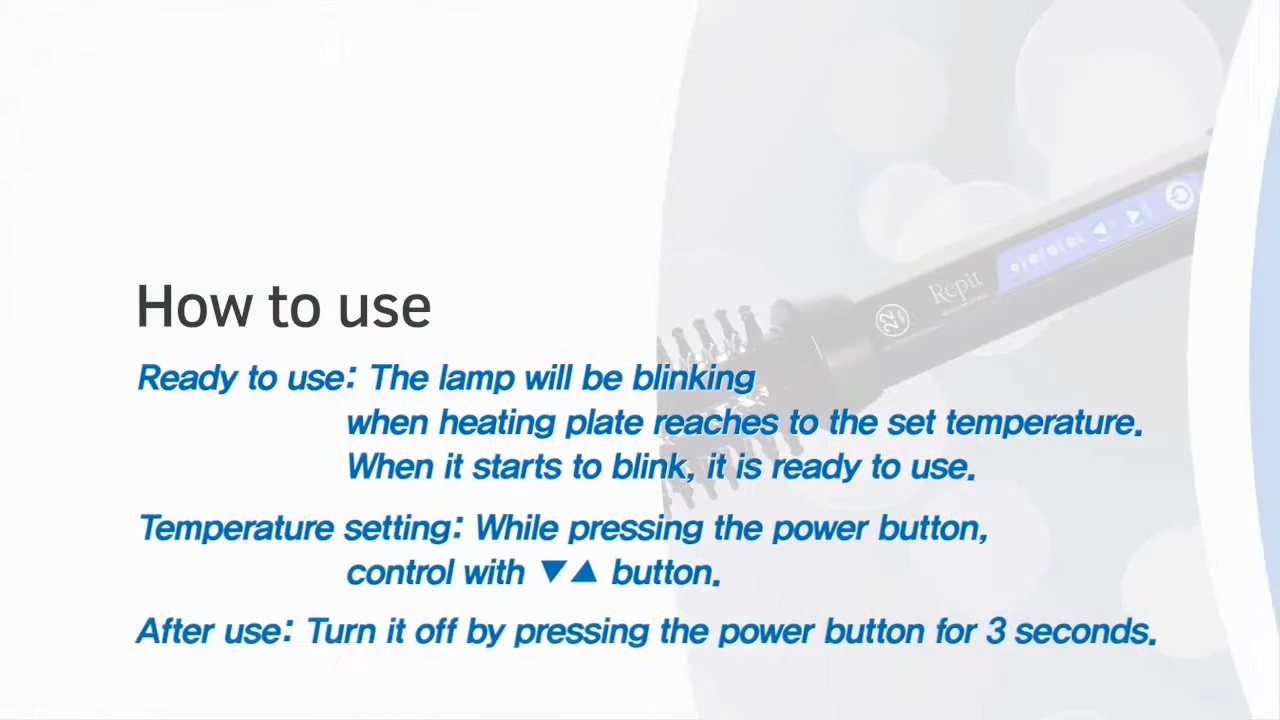 How to use
Ready to use: The lamp will be blinking
when heating plate reaches to the set temperature.
When it starts to blink, it is ready to use.
Temperature setting: While pressing the power button,
control with ▼▲ button.
After use: Turn it off by pressing the power button for 3 seconds.
Repit
22